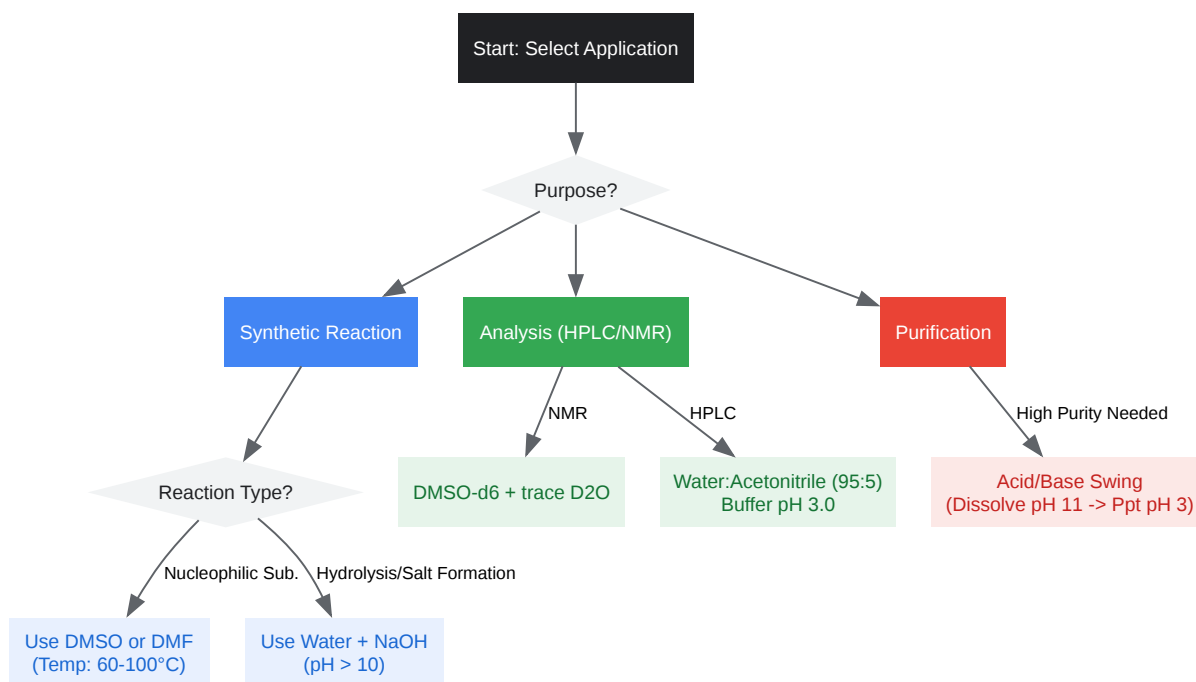 Start: Select Application
Purpose?
Synthetic Reaction
Analysis (HPLC/NMR)
Purification
NMR
HPLC
High Purity Needed
Reaction Type?
DMSO-d6 + trace D2O
Water:Acetonitrile (95:5)
Buffer pH 3.0
Acid/Base Swing
(Dissolve pH 11 -> Ppt pH 3)
Nucleophilic Sub.
Hydrolysis/Salt Formation
Use DMSO or DMF
(Temp: 60-100°C)
Use Water + NaOH
(pH > 10)